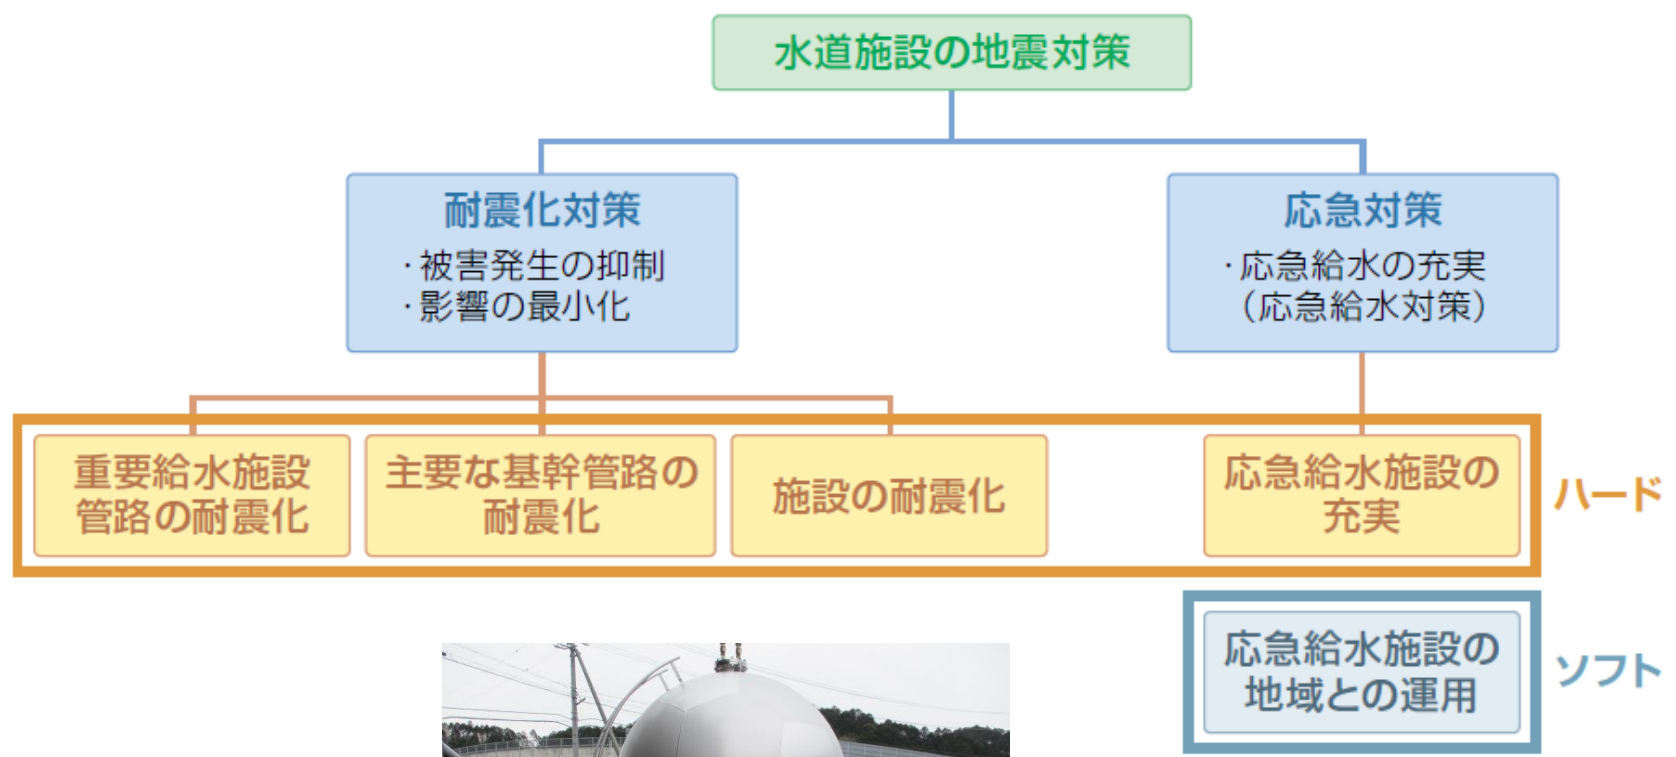 水道施設の地震対策
耐震化対策
・被害発生の抑制
・影響の最小化
応急対策
・応急給水の充実
（応急給水対策）
重要給水施設
管路の耐震化
主要な基幹管路の
耐震化
施設の耐震化
応急給水施設の
充実
ハード
応急給水施設の
地域との運用
ソフト